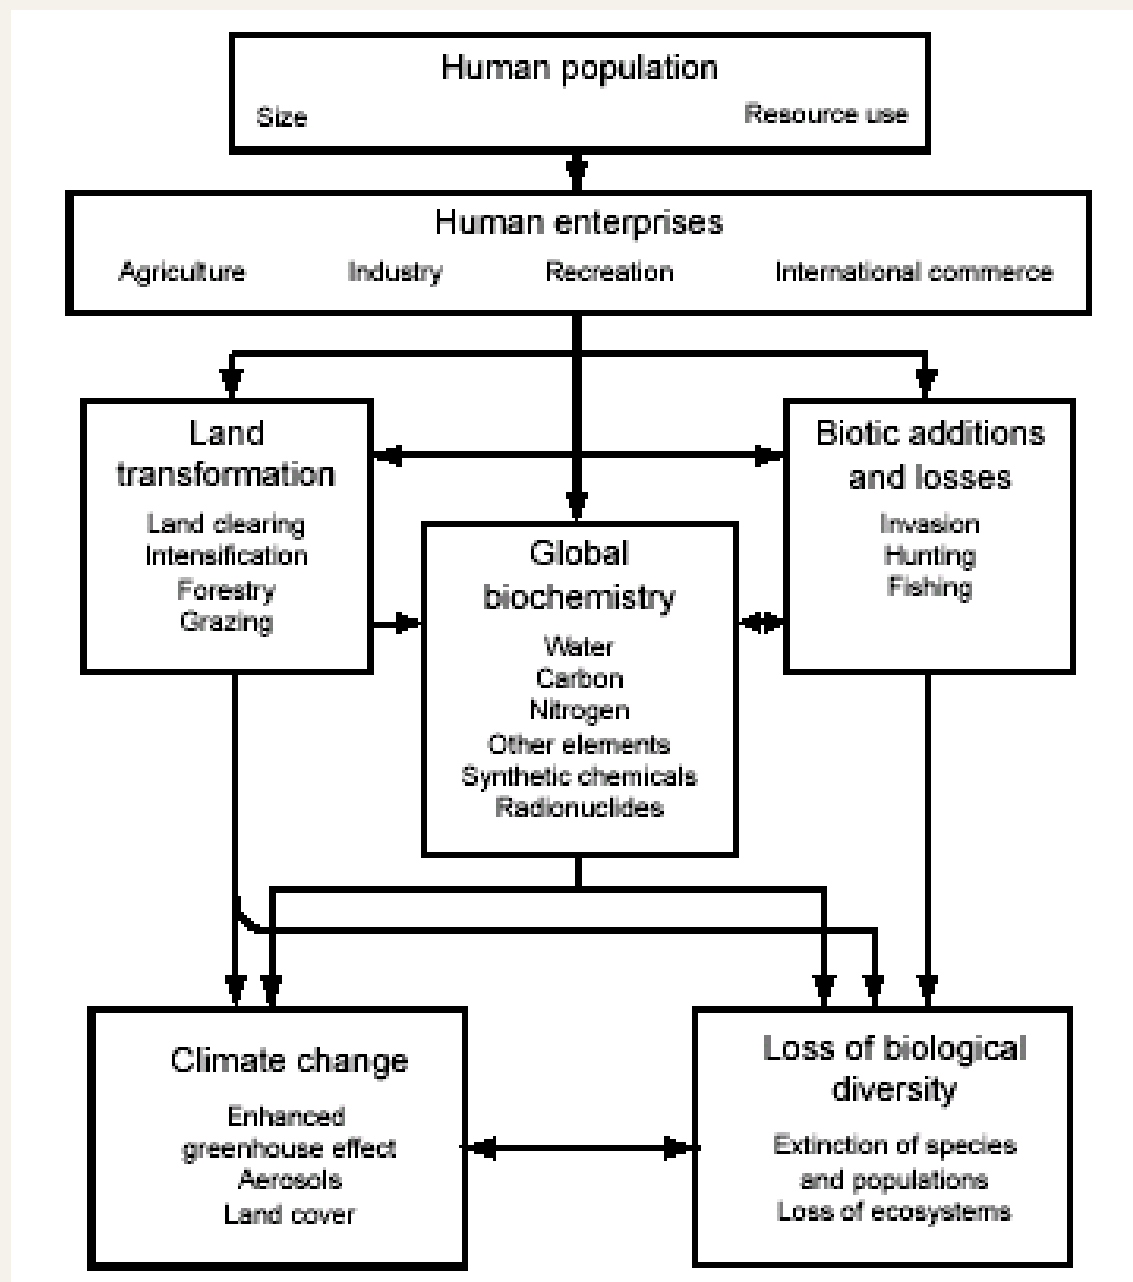 Human population
Size Resource use
Human enterprises
Agriculture Industry Recreation International commerce
Land
transformation
Land clearing
Intensification
Forestry
Grazing
Biotic additions
and losses
Invasion
Hunting
Fishing
Global
biochemistry
Water
Carbon
Nitrogen
Other elements
Synthetic chemicals
Radionuclides
Climate change
Enhanced
greenhouse effect
Aerosols
Land cover
Loss of biological
diversity
Extinction of species
and populations
Loss of ecosystems